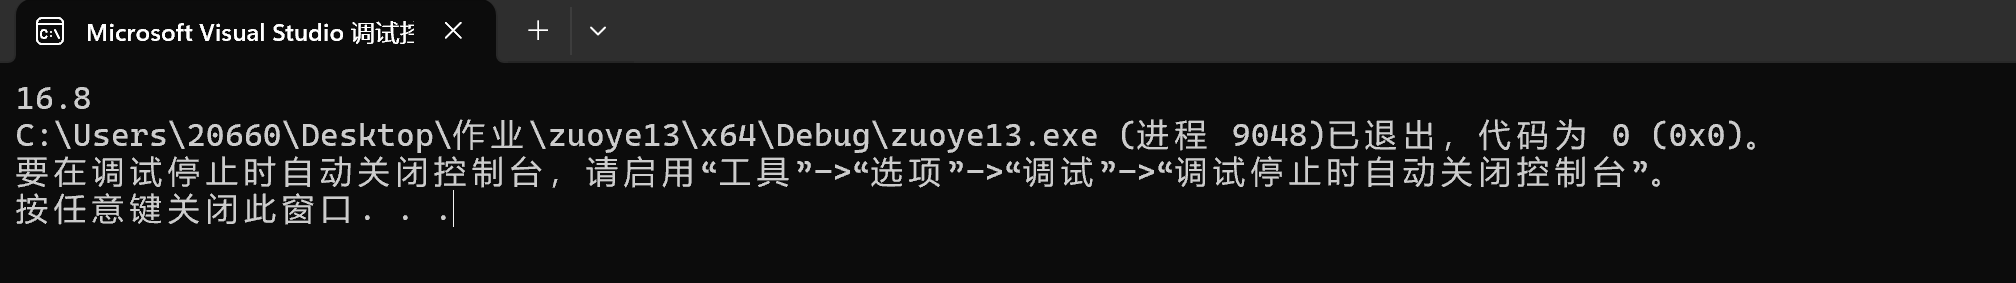 Microsoft Visual Studio 调试
16.8
C:\Users\20660\Desktop\作业\zuoye13\x64\Debug\zuoye13.exe (进程 9048)已退出，代码为 0 (0x0)。
要在调试停止时自动关闭控制台，请启用“工具”->“选项”->“调试”->“调试停止时自动关闭控制台”。
按任意键关闭此窗口. . .